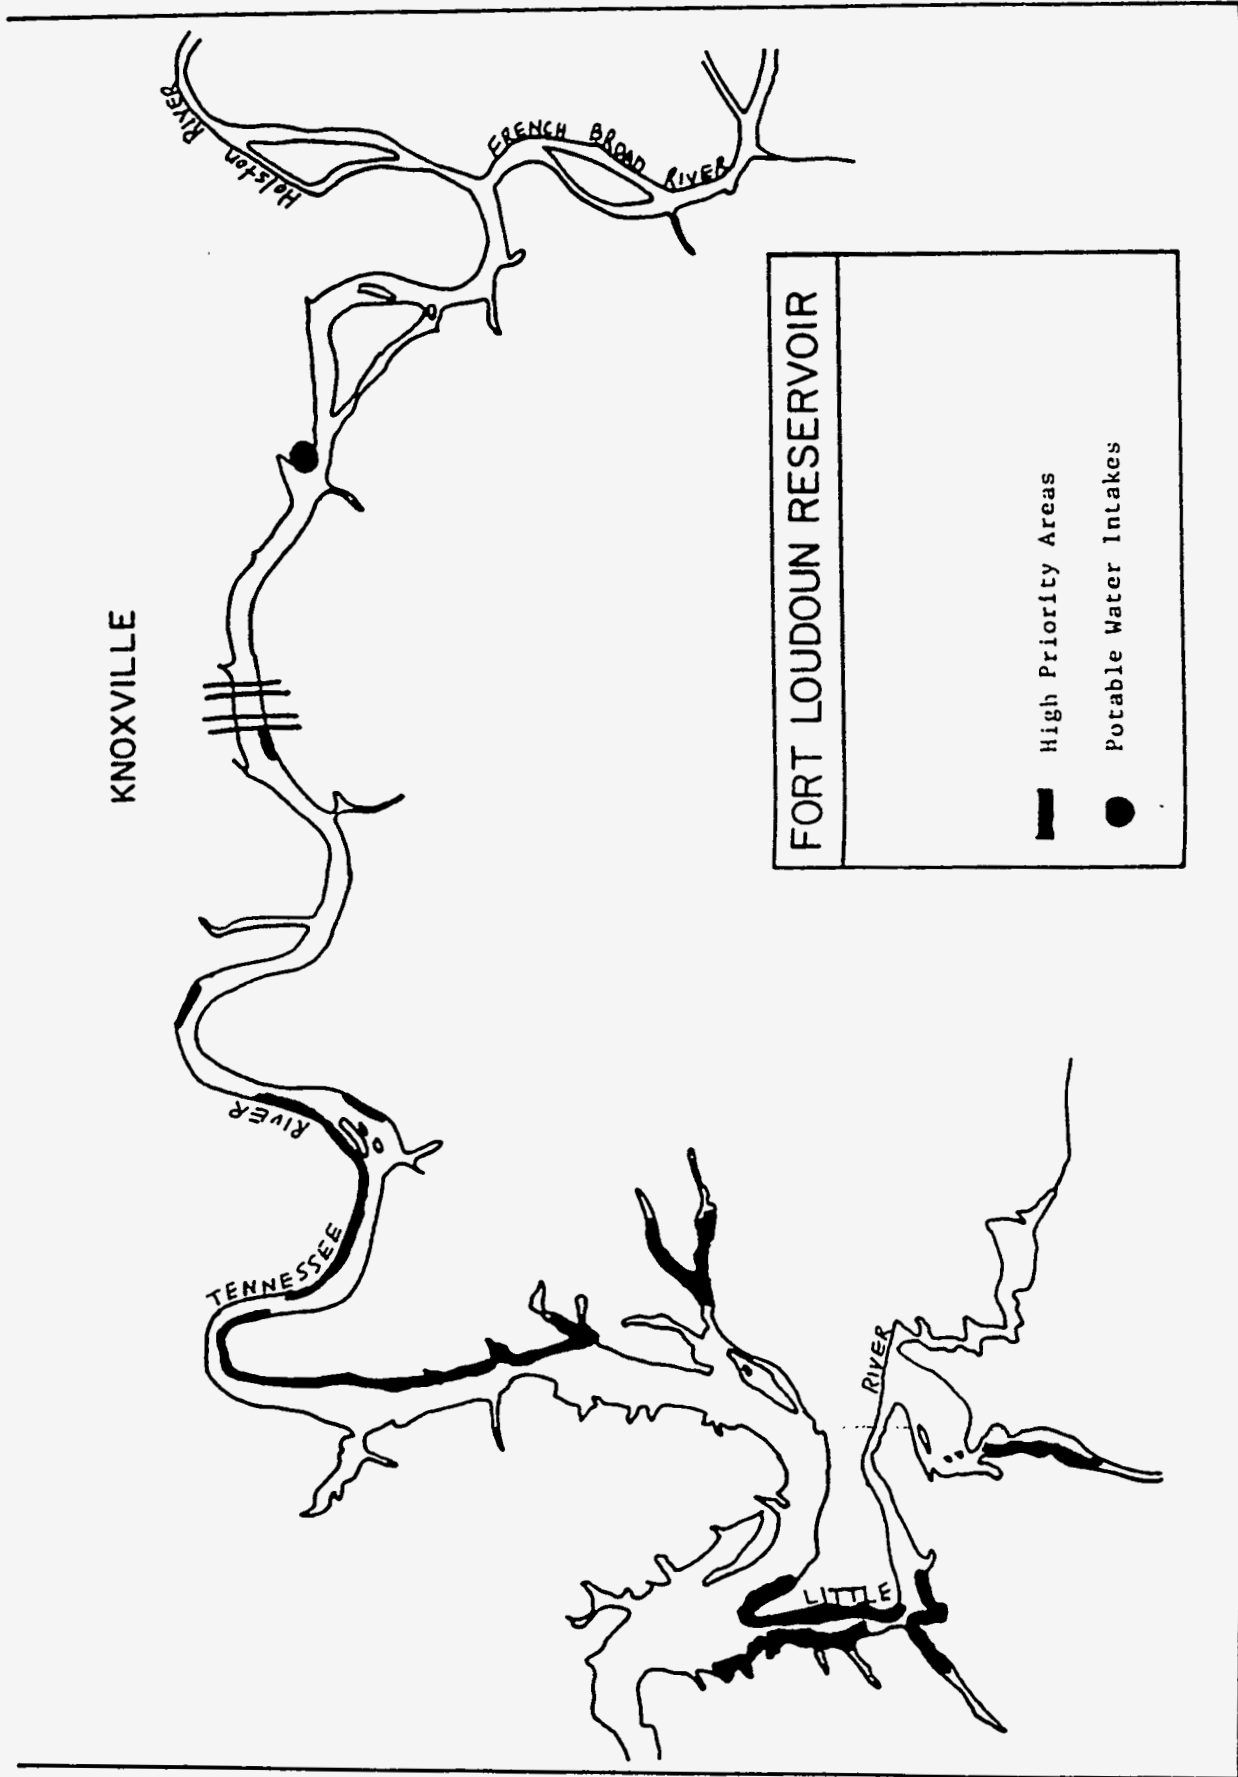 KNOXVILLE
Holston RIVER
FRENCH BROAD RIVER
TENNESSEE RIVER
LITTLE RIVER
FORT LOUDOUN RESERVOIR
High Priority Areas
Potable Water Intakes